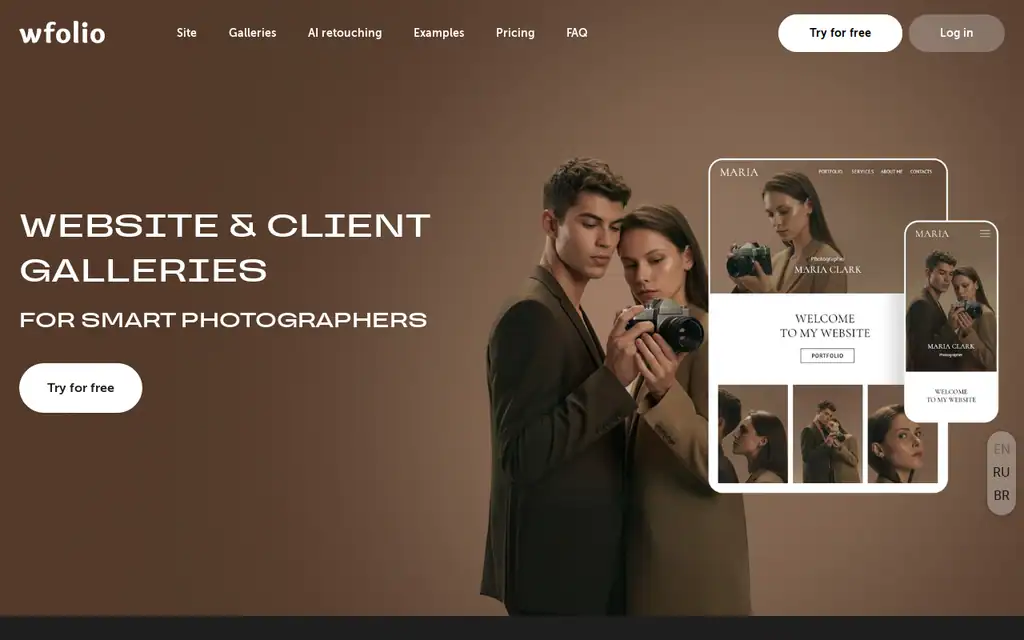 wfolio
Site
Galleries
AI retouching
Examples
Pricing
FAQ
Try for free
Log in
WEBSITE & CLIENT
GALLERIES
FOR SMART PHOTOGRAPHERS
Try for free
MARIA
PORTFOLIO
SERVICES
ABOUT ME
CONTACTS
Photographer
MARIA CLARK
WELCOME
TO MY WEBSITE
PORTFOLIO
MARIA
MARIA CLARK
Photographer
WELCOME
TO MY WEBSITE
EN
RU
BR